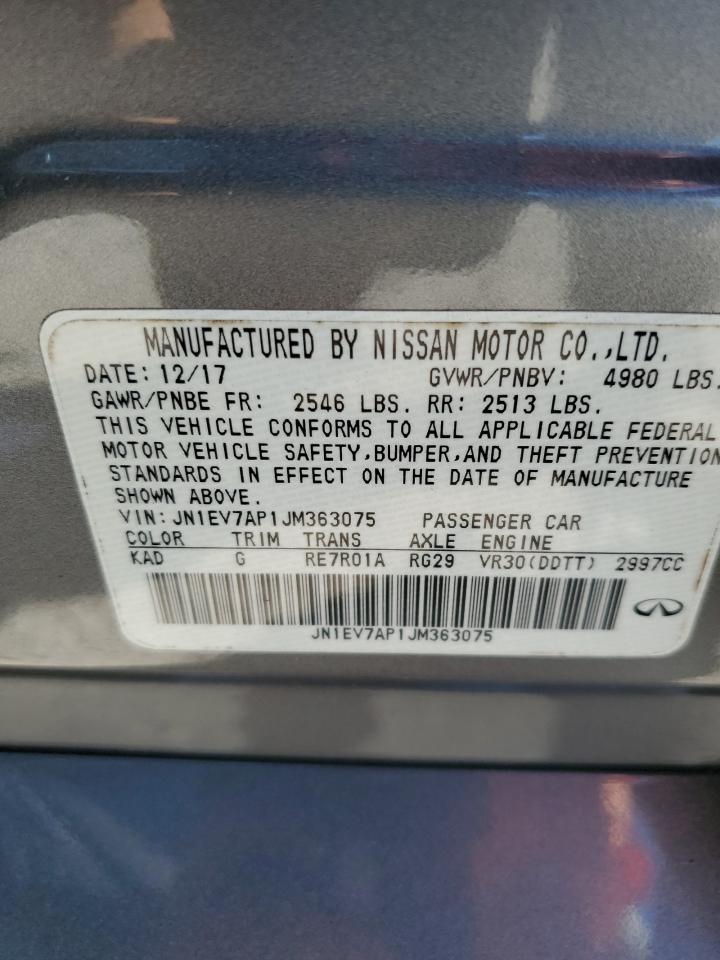 MANUFACTURED BY NISSAN MOTOR CO.,LTD.
DATE: 12/17 GVWR/PNBV: 4980 LBS.
GAWR/PNBE FR: 2546 LBS. RR: 2513 LBS.
THIS VEHICLE CONFORMS TO ALL APPLICABLE FEDERAL
MOTOR VEHICLE SAFETY,BUMPER,AND THEFT PREVENTION
STANDARDS IN EFFECT ON THE DATE OF MANUFACTURE
SHOWN ABOVE.
VIN: JN1EV7AP1JM363075 PASSENGER CAR
COLOR TRIM TRANS AXLE ENGINE
KAD G RE7R01A RG29 VR30(DDTT) 2997CC
JN1EV7AP1JM363075